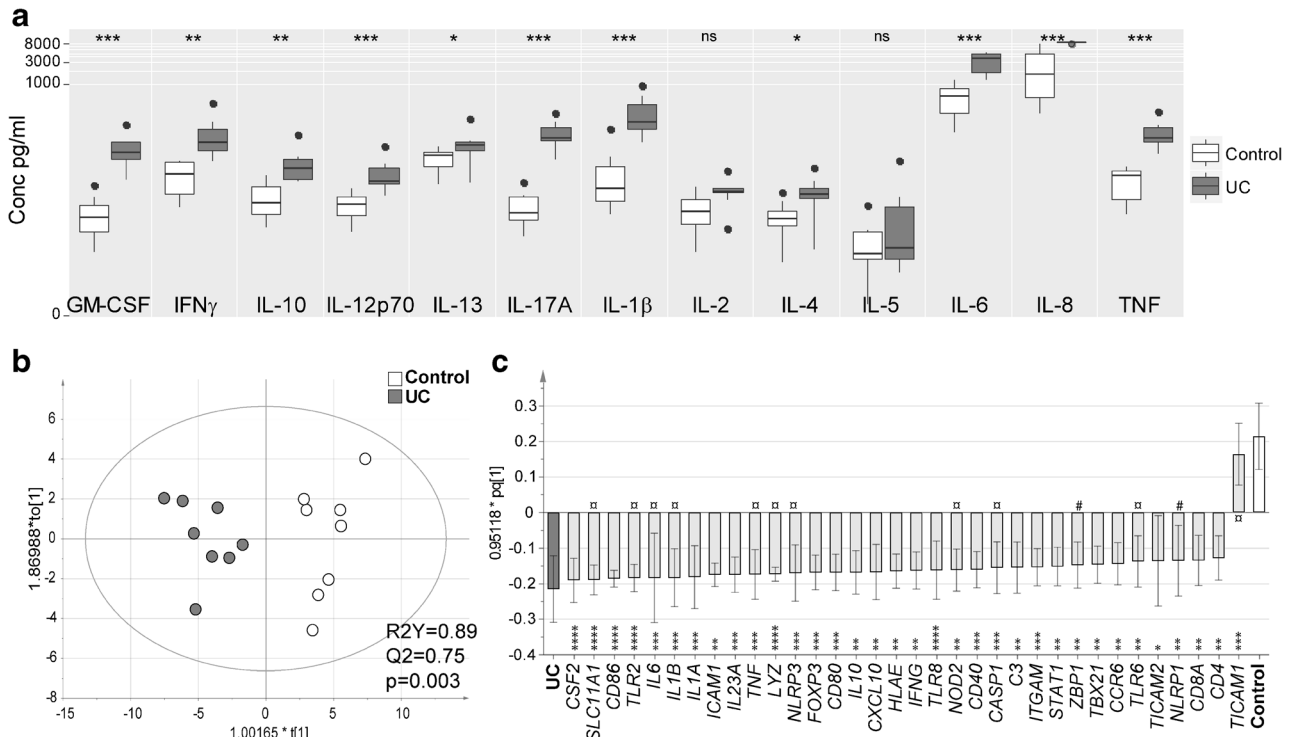 a
*** ** ** *** * *** *** ns * ns *** *** ***
8000
3000
1000
0
Conc pg/ml
GM-CSF IFNγ IL-10 IL-12p70 IL-13 IL-17A IL-1β IL-2 IL-4 IL-5 IL-6 IL-8 TNF
Control
UC
b
Control
UC
6
4
2
0
-2
-4
-6
-8
1.86988*to[1]
R2Y=0.89
Q2=0.75
p=0.003
-15 -10 -5 0 5 10
1.00165 * t[1]
c
0.3
0.2
0.1
0
-0.1
-0.2
-0.3
-0.4
0.95118 * pq[1]
¤ ¤ ¤ ¤ ¤ ¤ ¤ ¤ ¤ # ¤ # ¤
**** **** **** **** *** *** *** ** *** *** **** *** *** *** ** ** ** ** **** ** *** *** ** *** ** ** ** ** ** * ** ** ** ***
UC
CSF2
SLC11A1
CD86
TLR2
IL6
IL1B
IL1A
ICAM1
IL23A
TNF
LYZ
NLRP3
FOXP3
CD80
IL10
CXCL10
HLAE
IFNG
TLR8
NOD2
CD40
CASP1
C3
ITGAM
STAT1
ZBP1
TBX21
CCR6
TLR6
TICAM2
NLRP1
CD8A
CD4
TICAM1
Control